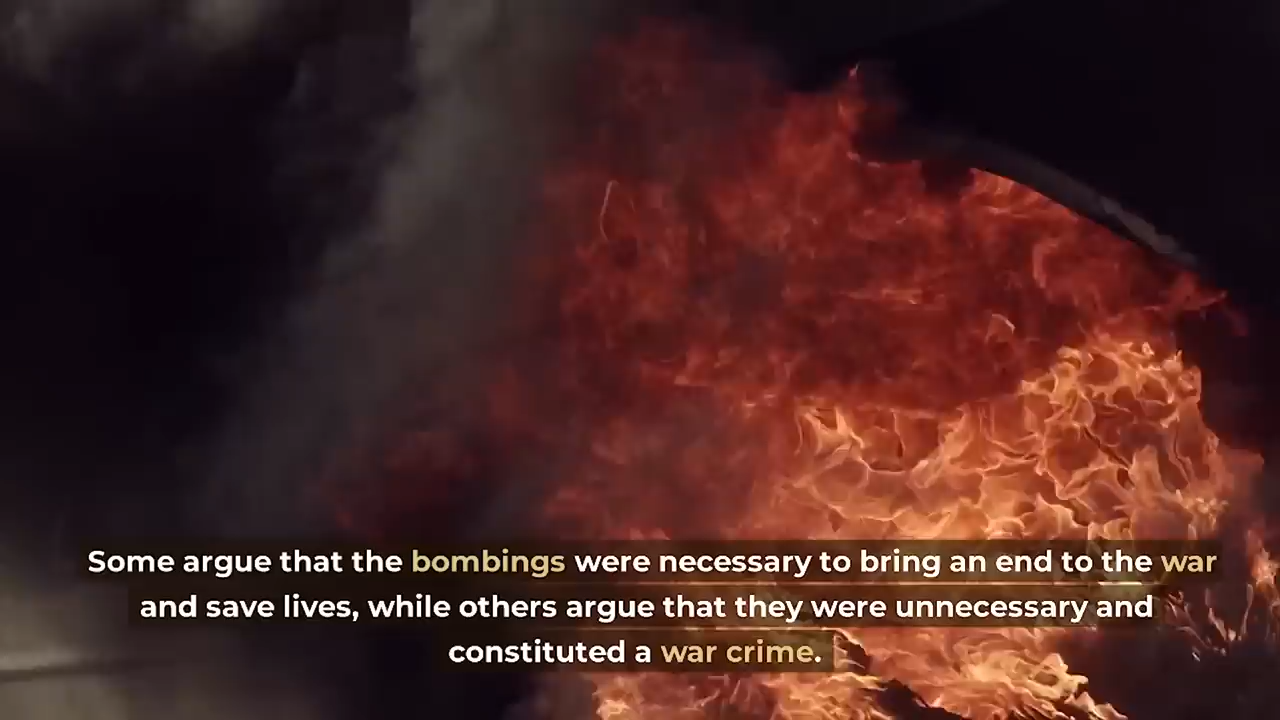 Some argue that the bombings were necessary to bring an end to the war
and save lives, while others argue that they were unnecessary and
constituted a war crime.